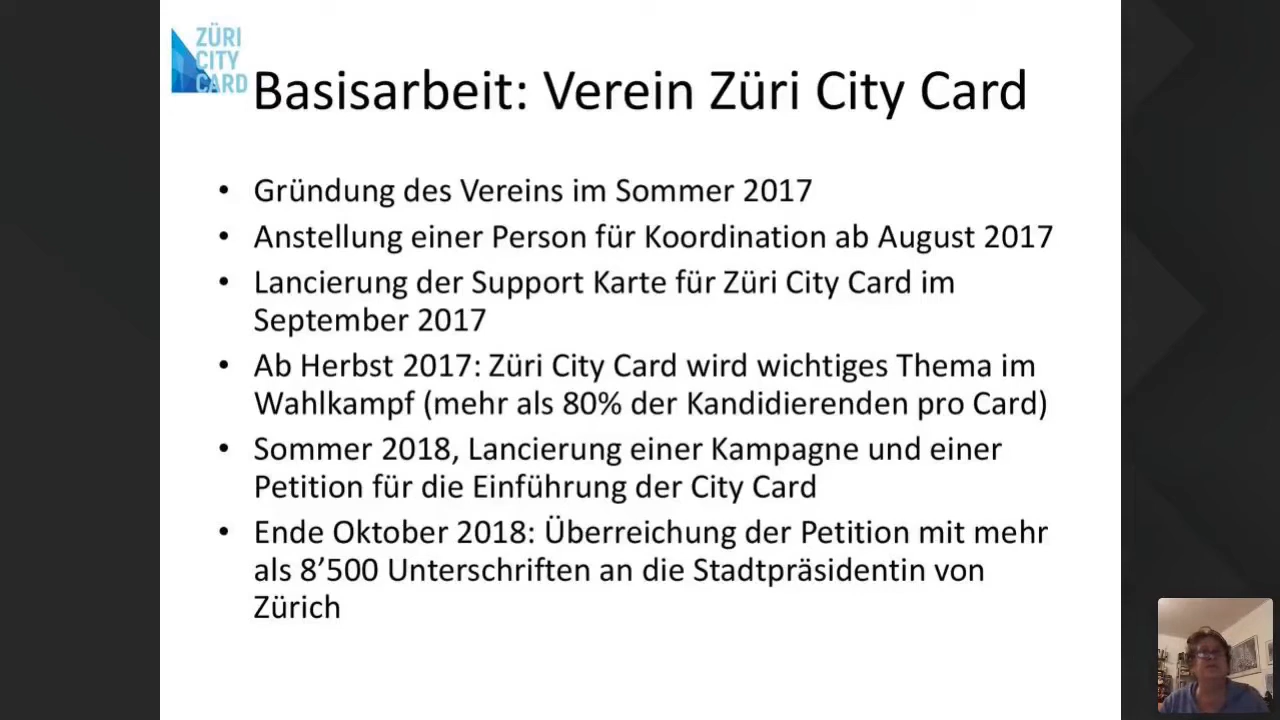 ZÜRI
CITY
CARD
Basisarbeit: Verein Züri City Card
• Gründung des Vereins im Sommer 2017
• Anstellung einer Person für Koordination ab August 2017
• Lancierung der Support Karte für Züri City Card im
September 2017
• Ab Herbst 2017: Züri City Card wird wichtiges Thema im
Wahlkampf (mehr als 80% der Kandidierenden pro Card)
• Sommer 2018, Lancierung einer Kampagne und einer
Petition für die Einführung der City Card
• Ende Oktober 2018: Überreichung der Petition mit mehr
als 8’500 Unterschriften an die Stadtpräsidentin von
Zürich